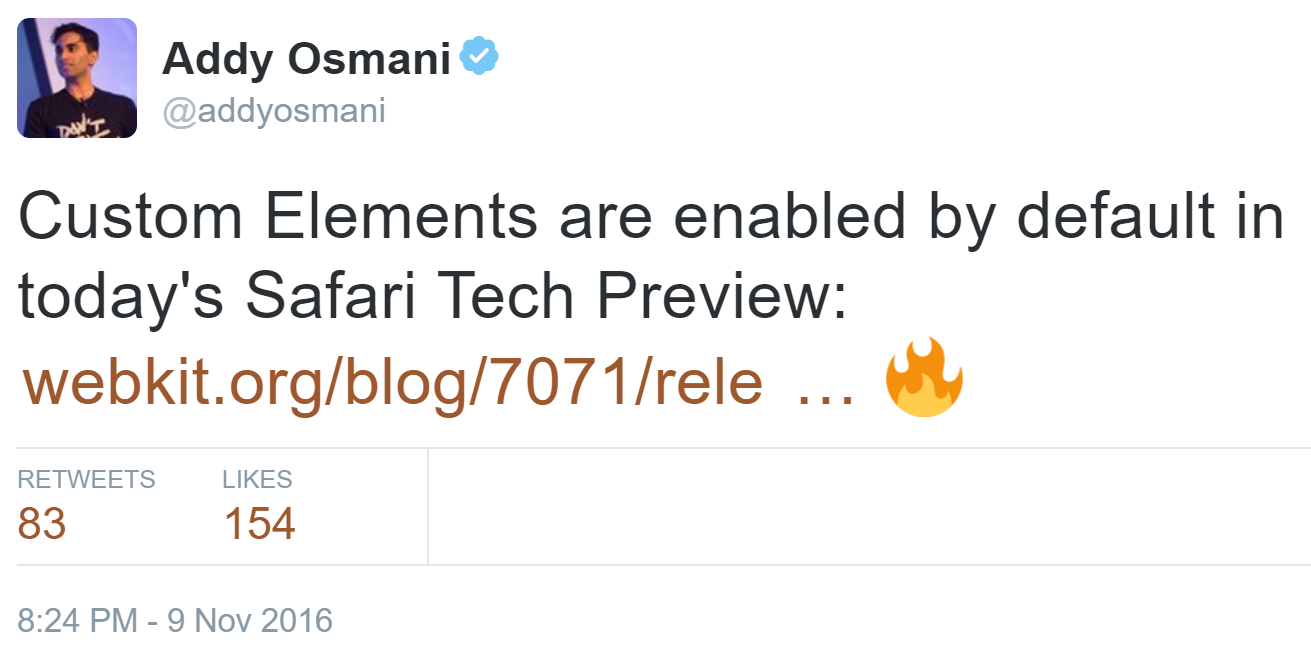 Addy Osmani
@addyosmani
DON'T
Custom Elements are enabled by default in
today's Safari Tech Preview:
webkit.org/blog/7071/rele … 🔥
RETWEETS LIKES
83 154
8:24 PM - 9 Nov 2016